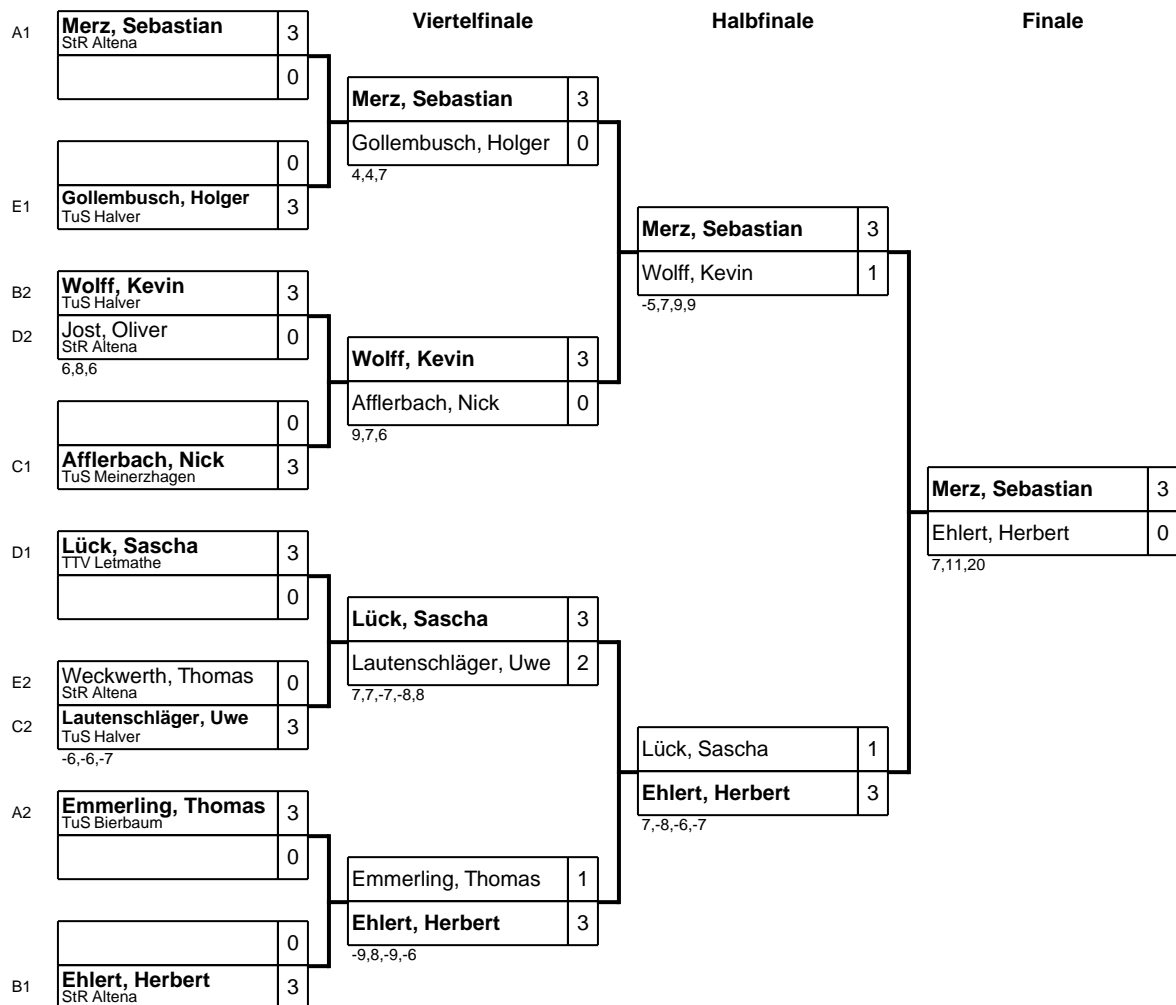 Viertelfinale
Halbfinale
Finale
A1
Merz, Sebastian
StR Altena
3
0
0
E1
Gollembusch, Holger
TuS Halver
3
B2
Wolff, Kevin
TuS Halver
3
D2
Jost, Oliver
StR Altena
0
6,8,6
0
C1
Afflerbach, Nick
TuS Meinerzhagen
3
D1
Lück, Sascha
TTV Letmathe
3
0
E2
Weckwerth, Thomas
StR Altena
0
C2
Lautenschläger, Uwe
TuS Halver
3
-6,-6,-7
A2
Emmerling, Thomas
TuS Bierbaum
3
0
0
B1
Ehlert, Herbert
StR Altena
3
Merz, Sebastian 3
Gollembusch, Holger 0
4,4,7
Wolff, Kevin 3
Afflerbach, Nick 0
9,7,6
Lück, Sascha 3
Lautenschläger, Uwe 2
7,7,-7,-8,8
Emmerling, Thomas 1
Ehlert, Herbert 3
-9,8,-9,-6
Merz, Sebastian 3
Wolff, Kevin 1
-5,7,9,9
Lück, Sascha 1
Ehlert, Herbert 3
7,-8,-6,-7
Merz, Sebastian 3
Ehlert, Herbert 0
7,11,20